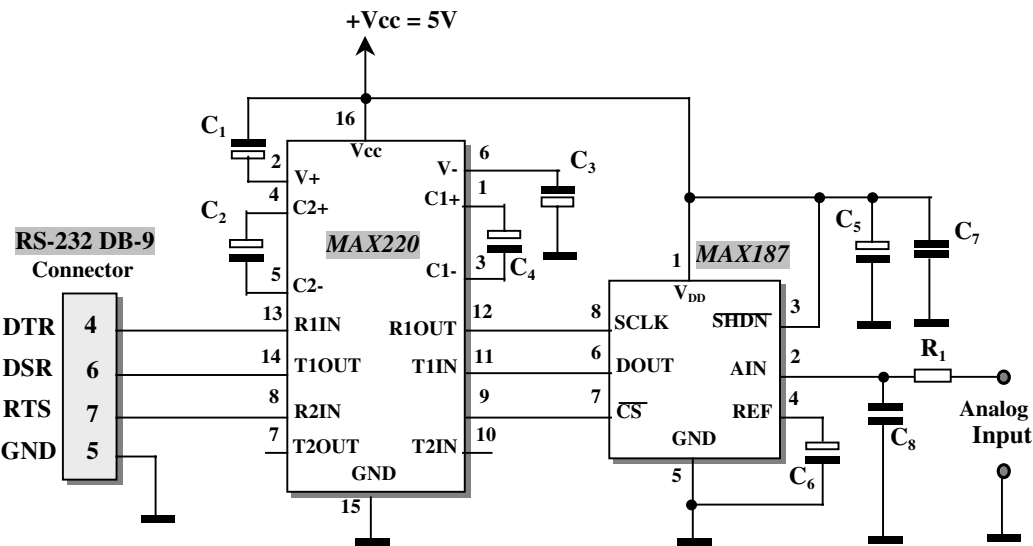 +Vcc = 5V
16
C1
Vcc
2
V+
4
C2+
C2
5
C2-
MAX220
6
V-
1
C1+
C3
3
C1-
C4
RS-232 DB-9
Connector
DTR 4
DSR 6
RTS 7
GND 5
13 R1IN
14 T1OUT
8 R2IN
7 T2OUT
R1OUT 12
T1IN 11
9
T2IN 10
GND
15
MAX187
1
VDD
8 SCLK
6 DOUT
7 CS
SHDN 3
AIN 2
REF 4
GND
5
C5
C7
C6
C8
R1
Analog
Input